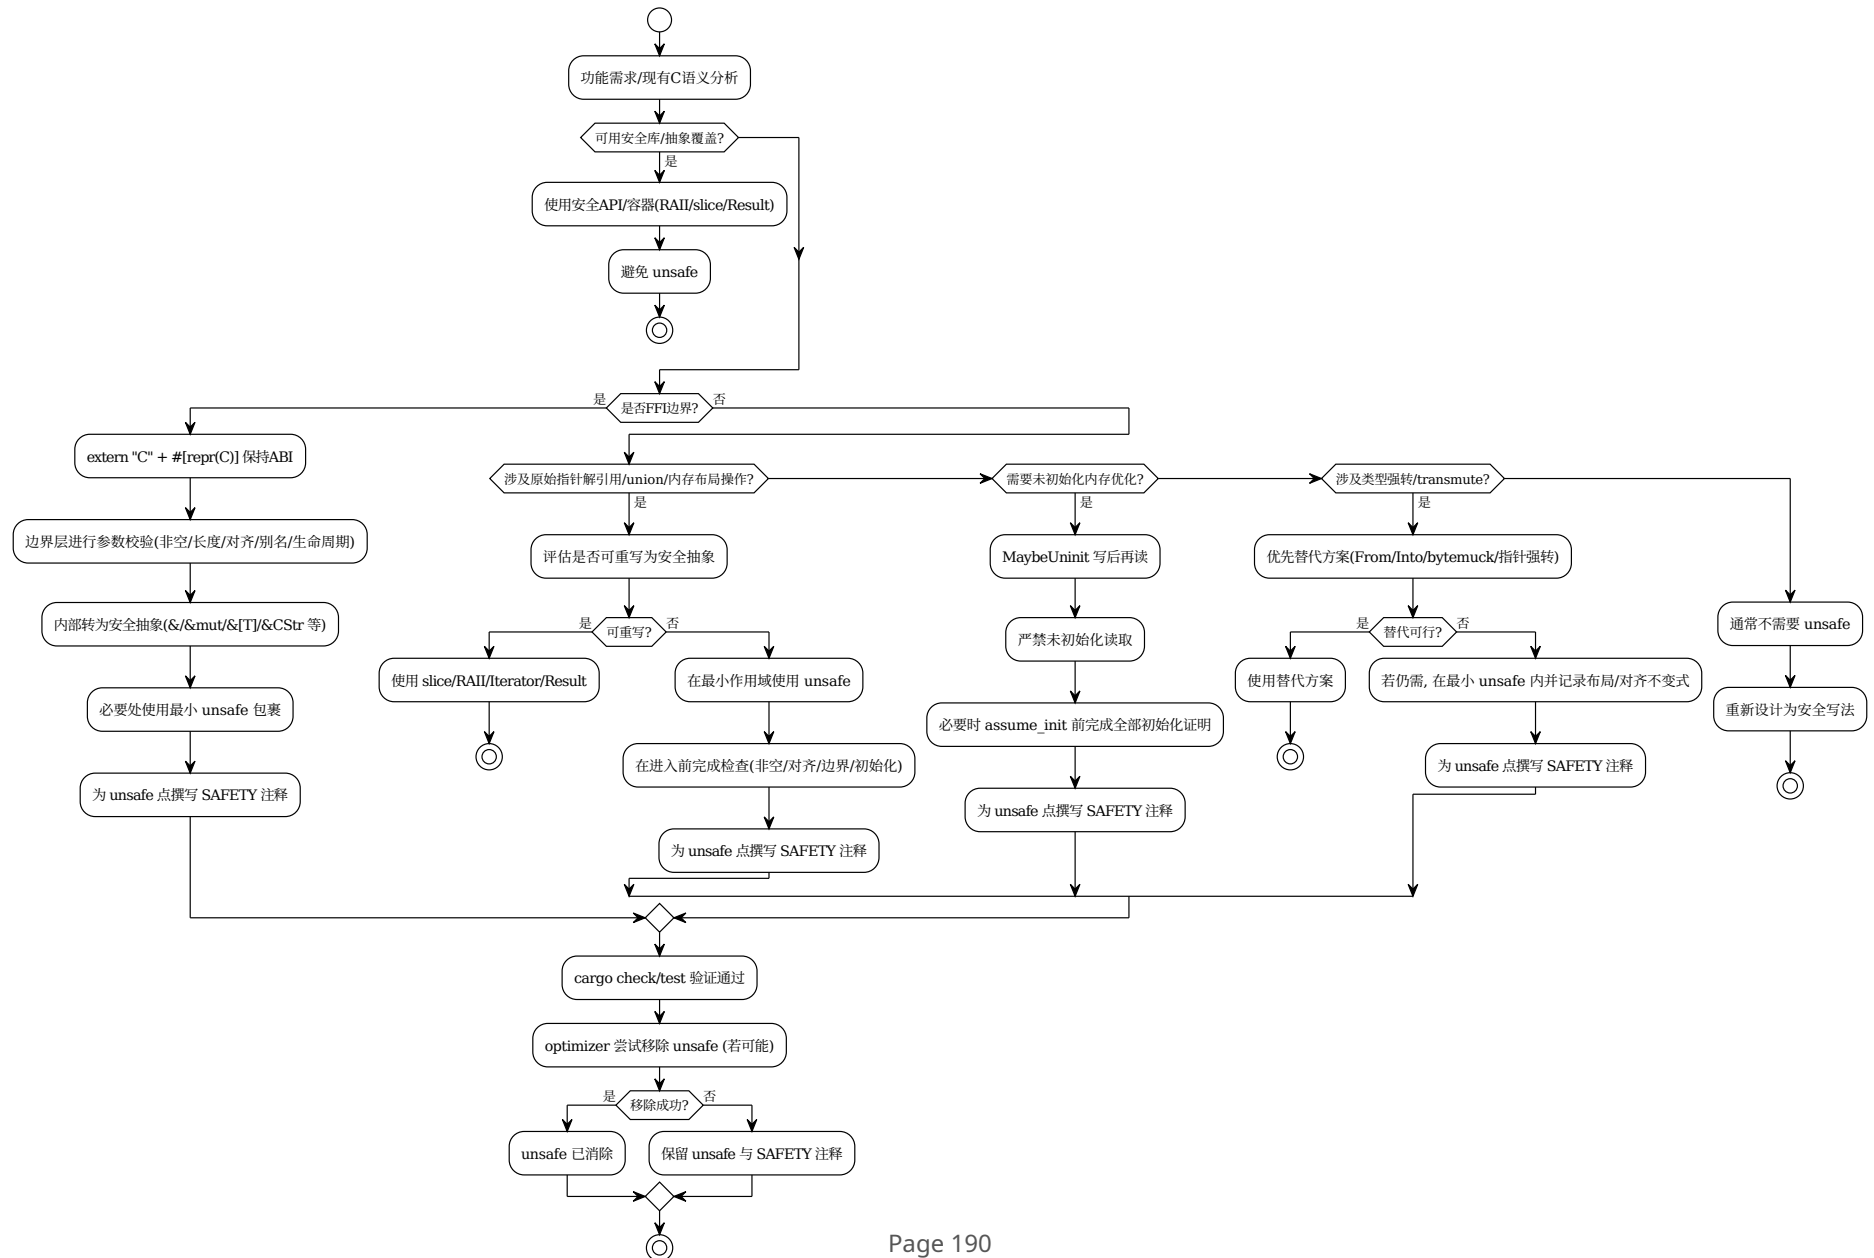 功能需求/现有C语义分析
可用安全库/抽象覆盖?
是
使用安全API/容器(RAII/slice/Result)
避免 unsafe
是
是否FFI边界?
否
extern "C" + #[repr(C)] 保持ABI
边界层进行参数校验(非空/长度/对齐/别名/生命周期)
内部转为安全抽象(&/&mut/&[T]/&CStr 等)
必要处使用最小 unsafe 包裹
为 unsafe 点撰写 SAFETY 注释
涉及原始指针解引用/union/内存布局操作?
是
评估是否可重写为安全抽象
是
可重写?
否
使用 slice/RAII/Iterator/Result
在最小作用域使用 unsafe
在进入前完成检查(非空/对齐/边界/初始化)
为 unsafe 点撰写 SAFETY 注释
需要未初始化内存优化?
是
MaybeUninit 写后再读
严禁未初始化读取
必要时 assume_init 前完成全部初始化证明
为 unsafe 点撰写 SAFETY 注释
涉及类型强转/transmute?
是
优先替代方案(From/Into/bytemuck/指针强转)
是
替代可行?
否
使用替代方案
若仍需, 在最小 unsafe 内并记录布局/对齐不变式
为 unsafe 点撰写 SAFETY 注释
通常不需要 unsafe
重新设计为安全写法
cargo check/test 验证通过
optimizer 尝试移除 unsafe (若可能)
是
移除成功?
否
unsafe 已消除
保留 unsafe 与 SAFETY 注释
Page 190